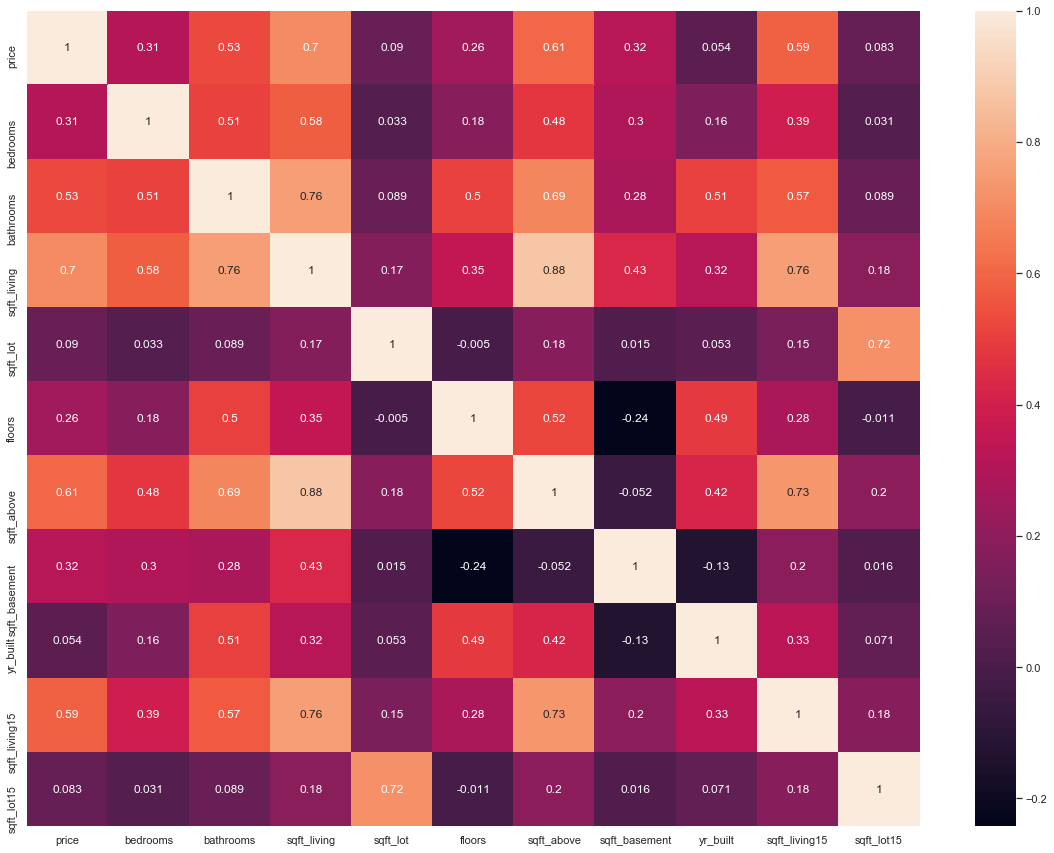 price 1 0.31 0.53 0.7 0.09 0.26 0.61 0.32 0.054 0.59 0.083
bedrooms 0.31 1 0.51 0.58 0.033 0.18 0.48 0.3 0.16 0.39 0.031
bathrooms 0.53 0.51 1 0.76 0.089 0.5 0.69 0.28 0.51 0.57 0.089
sqft_living 0.7 0.58 0.76 1 0.17 0.35 0.88 0.43 0.32 0.76 0.18
sqft_lot 0.09 0.033 0.089 0.17 1 -0.005 0.18 0.015 0.053 0.15 0.72
floors 0.26 0.18 0.5 0.35 -0.005 1 0.52 -0.24 0.49 0.28 -0.011
sqft_above 0.61 0.48 0.69 0.88 0.18 0.52 1 -0.052 0.42 0.73 0.2
sqft_basement 0.32 0.3 0.28 0.43 0.015 -0.24 -0.052 1 -0.13 0.2 0.016
yr_built 0.054 0.16 0.51 0.32 0.053 0.49 0.42 -0.13 1 0.33 0.071
sqft_living15 0.59 0.39 0.57 0.76 0.15 0.28 0.73 0.2 0.33 1 0.18
sqft_lot15 0.083 0.031 0.089 0.18 0.72 -0.011 0.2 0.016 0.071 0.18 1
price bedrooms bathrooms sqft_living sqft_lot floors sqft_above sqft_basement yr_built sqft_living15 sqft_lot15
1.0
0.8
0.6
0.4
0.2
0.0
−0.2